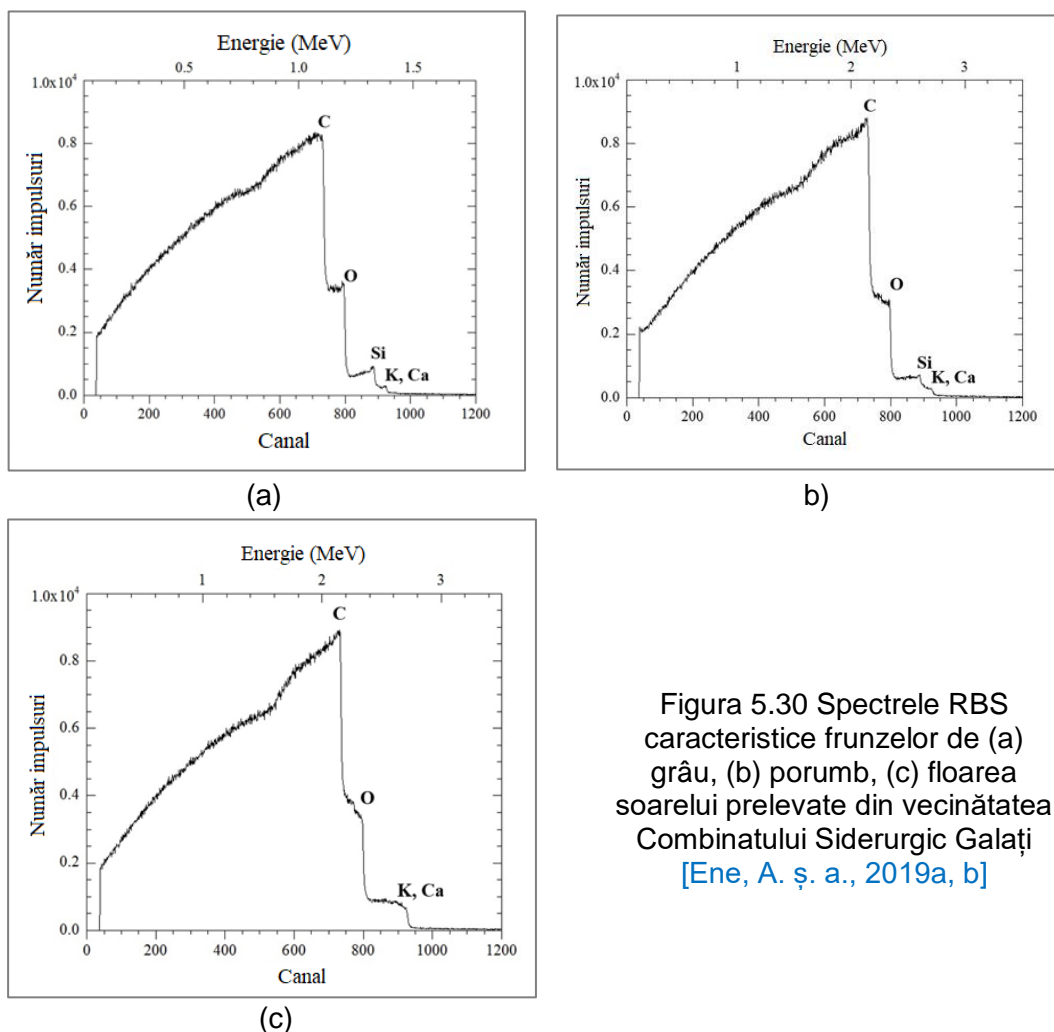 Energie (MeV)
0.5 1.0 1.5
1.0x10⁴
0.8
0.6
0.4
0.2
0.0
Număr impulsuri
C
O
Si
K, Ca
0 200 400 600 800 1000 1200
Canal
(a)
Energie (MeV)
1 2 3
1.0x10⁴
0.8
0.6
0.4
0.2
0.0
Număr impulsuri
C
O
Si
K, Ca
0 200 400 600 800 1000 1200
Canal
b)
Energie (MeV)
1 2 3
1.0x10⁴
0.8
0.6
0.4
0.2
0.0
Număr impulsuri
C
O
K, Ca
0 200 400 600 800 1000 1200
Canal
(c)
Figura 5.30 Spectrele RBS
caracteristice frunzelor de (a)
grâu, (b) porumb, (c) floarea
soarelui prelevate din vecinătatea
Combinatului Siderurgic Galați
[Ene, A. ș. a., 2019a, b]